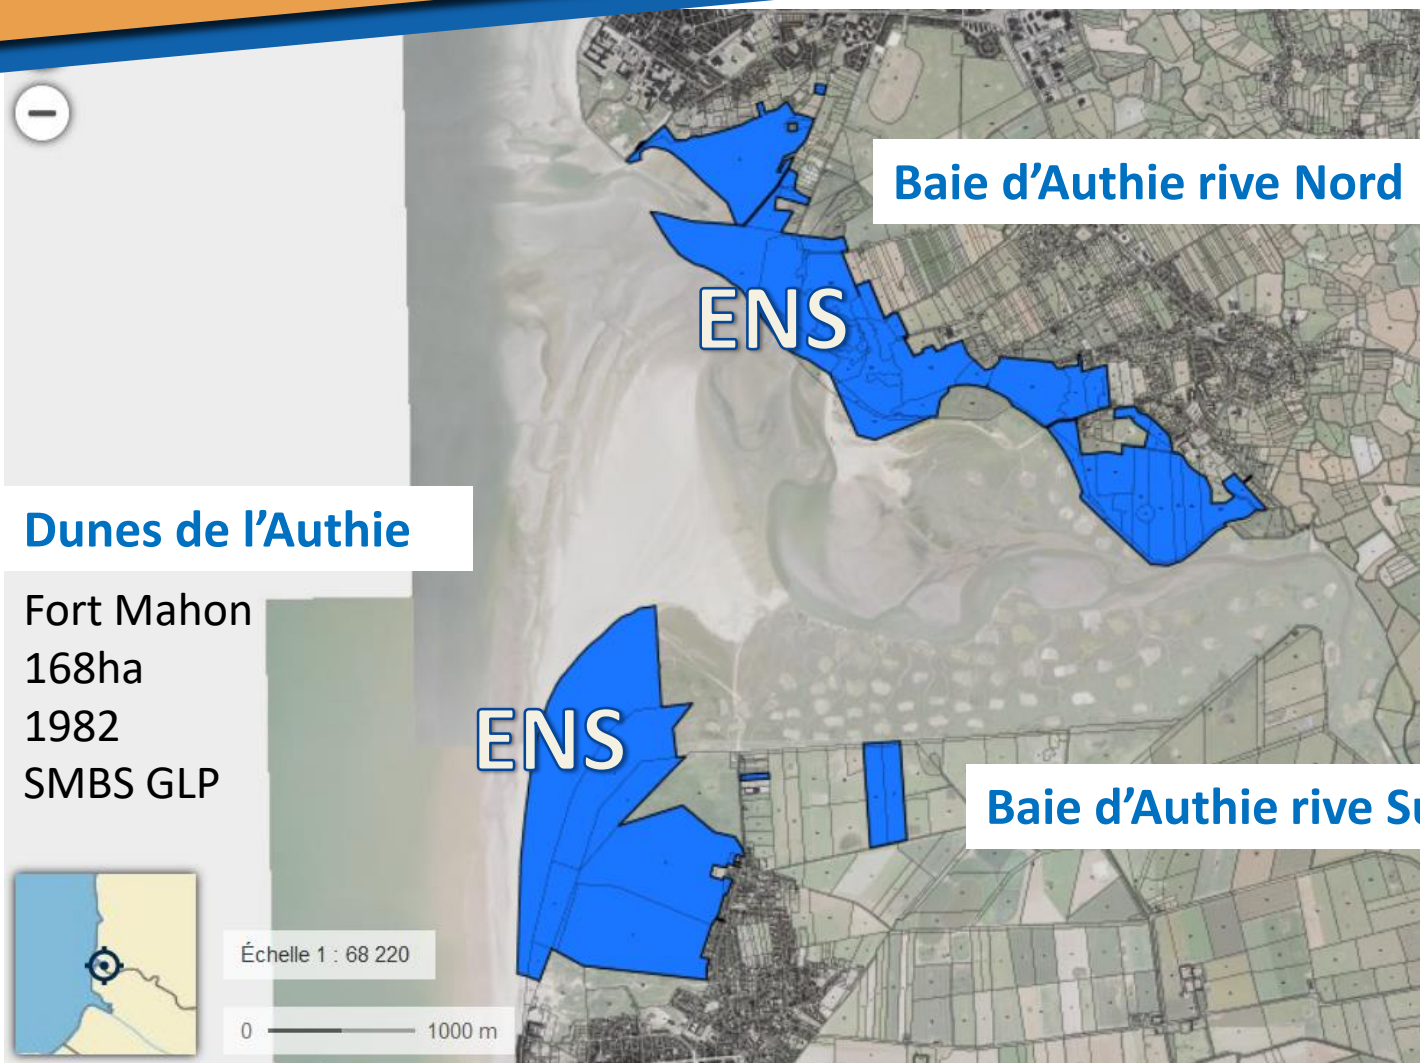 Baie d’Authie rive Nord
ENS
Dunes de l’Authie
Fort Mahon
168ha
1982
SMBS GLP
ENS
Baie d’Authie rive Su
Échelle 1 : 68 220
0 1000 m